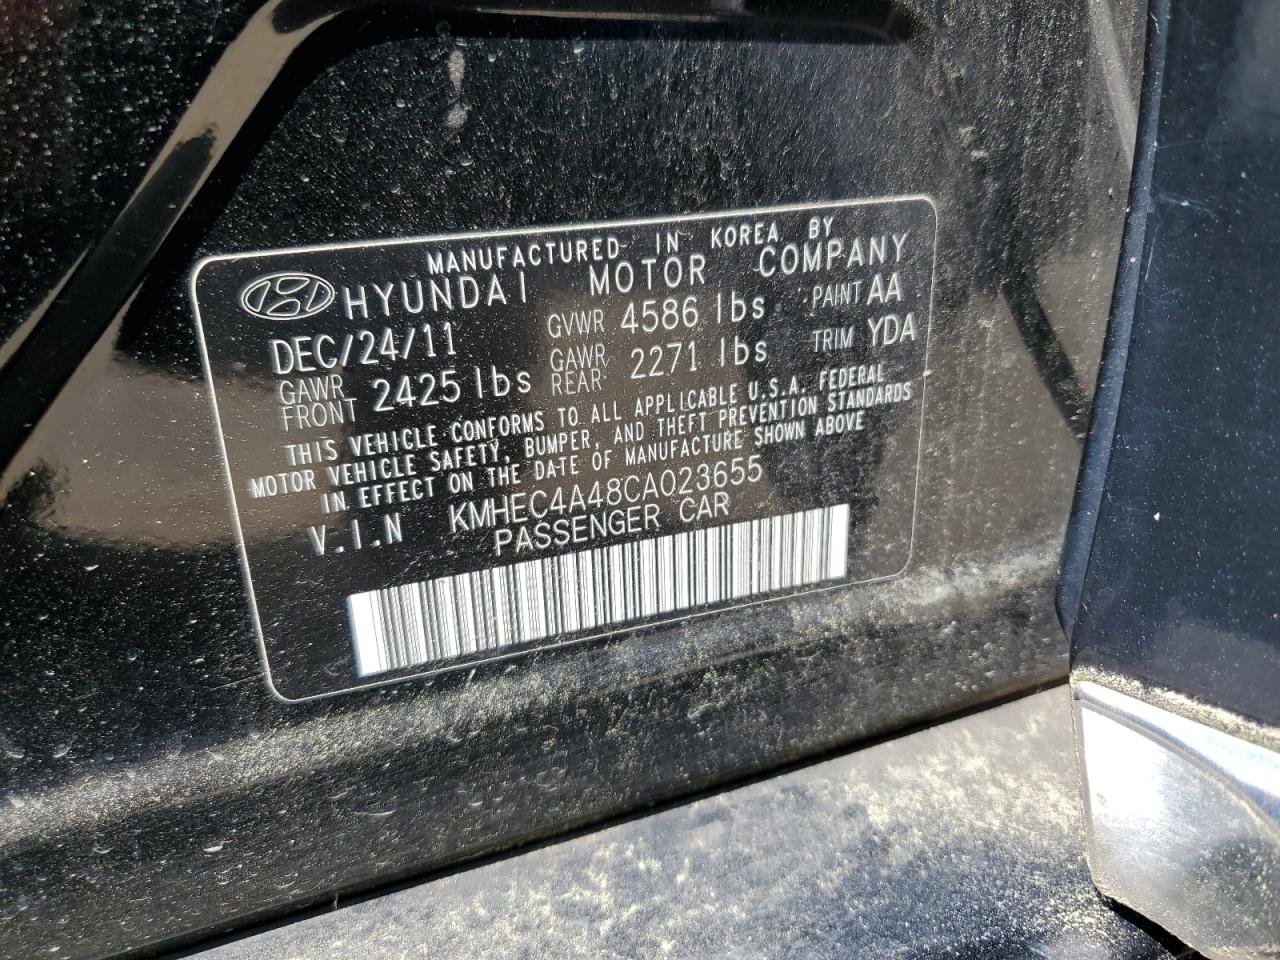 MANUFACTURED IN KOREA BY
HYUNDAI MOTOR COMPANY
DEC/24/11 GVWR 4586 lbs PAINT AA
GAWR FRONT 2425 lbs GAWR REAR 2271 lbs TRIM YDA
THIS VEHICLE CONFORMS TO ALL APPLICABLE U.S.A. FEDERAL
MOTOR VEHICLE SAFETY, BUMPER, AND THEFT PREVENTION STANDARDS
IN EFFECT ON THE DATE OF MANUFACTURE SHOWN ABOVE
V.I.N KMHEC4A48CA023655
PASSENGER CAR